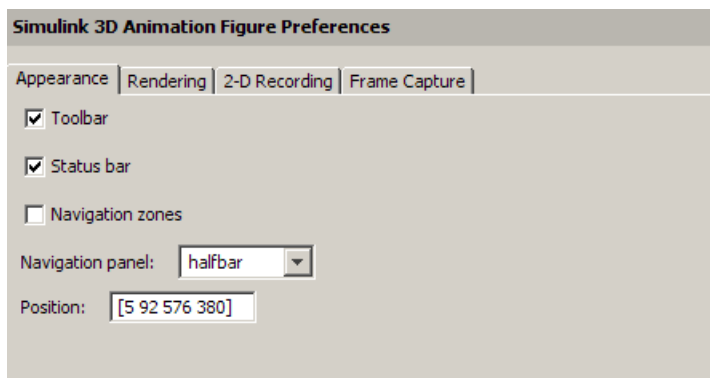 Simulink 3D Animation Figure Preferences
Appearance Rendering 2-D Recording Frame Capture
Toolbar
Status bar
Navigation zones
Navigation panel: halfbar
Position: [5 92 576 380]